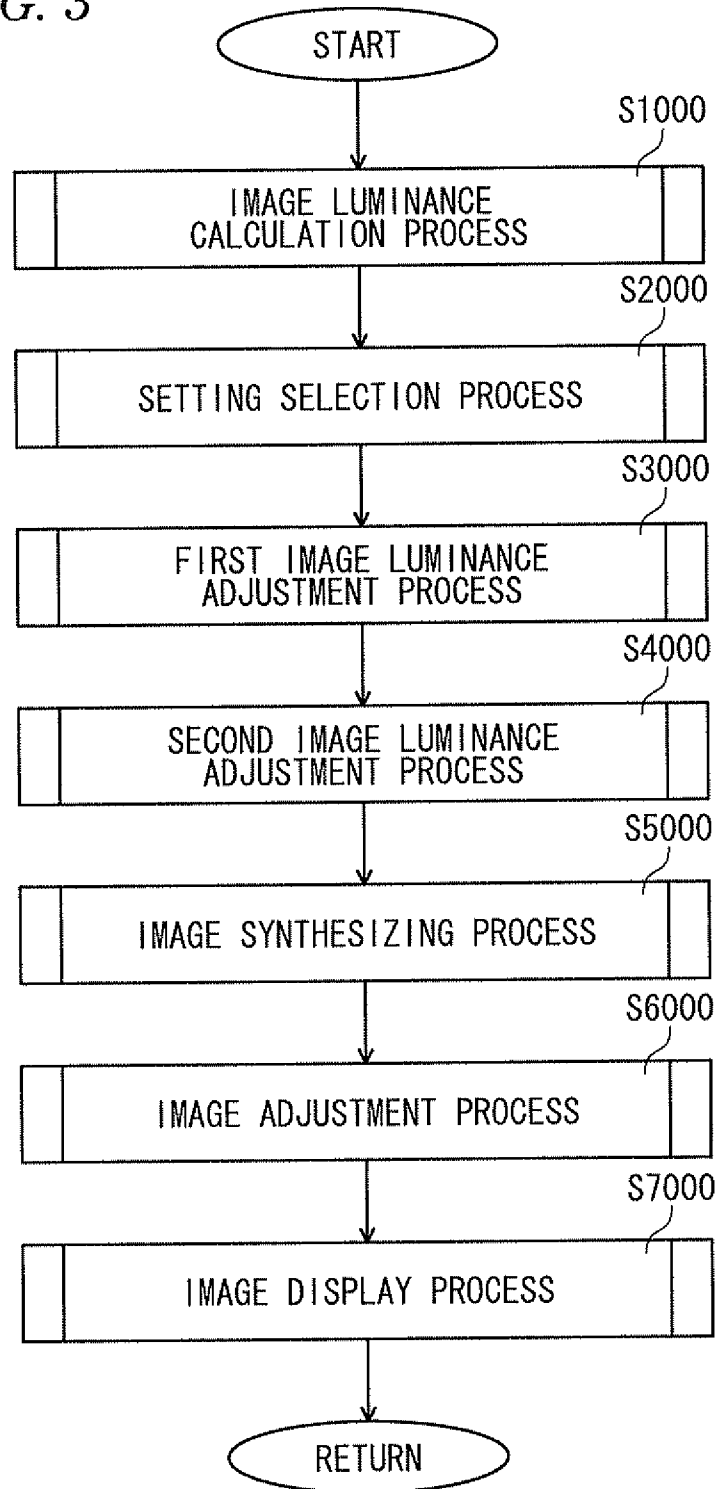 G. 3
START
S1000
IMAGE LUMINANCE
CALCULATION PROCESS
S2000
SETTING SELECTION PROCESS
S3000
FIRST IMAGE LUMINANCE
ADJUSTMENT PROCESS
S4000
SECOND IMAGE LUMINANCE
ADJUSTMENT PROCESS
S5000
IMAGE SYNTHESIZING PROCESS
S6000
IMAGE ADJUSTMENT PROCESS
S7000
IMAGE DISPLAY PROCESS
RETURN